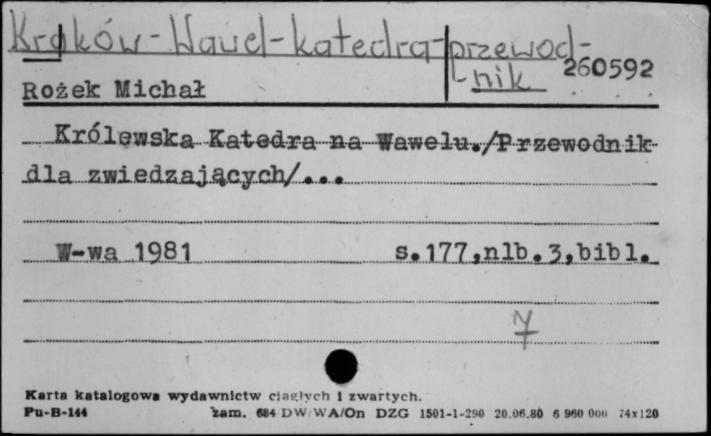 Kraków-Wawel-katedra-przewod-
nik 260592
Rożek Michał
Królewska Katedra na Wawelu./Przewodnik
dla zwiedzających/...
W-wa 1981 s.177,nlb.3,bibl.
Karta katalogowa wydawnictw ciągłych i zwartych.
Pu-B-144 zam. 684 DW/WA/On DZG 1501-1-290 20.06.80 6 960 000 74x120